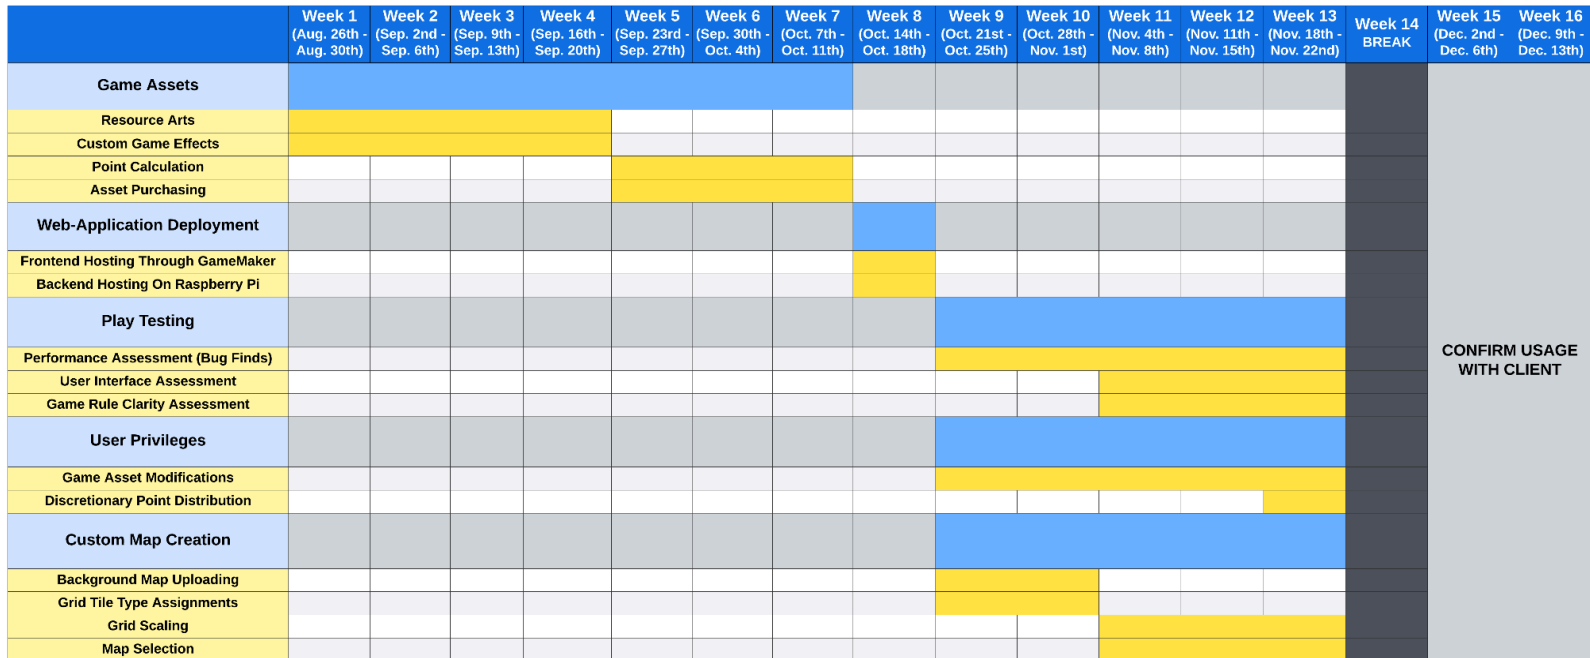 Week 1
(Aug. 26th -
Aug. 30th)
Week 2
(Sep. 2nd -
Sep. 6th)
Week 3
(Sep. 9th -
Sep. 13th)
Week 4
(Sep. 16th -
Sep. 20th)
Week 5
(Sep. 23rd -
Sep. 27th)
Week 6
(Sep. 30th -
Oct. 4th)
Week 7
(Oct. 7th -
Oct. 11th)
Week 8
(Oct. 14th -
Oct. 18th)
Week 9
(Oct. 21st -
Oct. 25th)
Week 10
(Oct. 28th -
Nov. 1st)
Week 11
(Nov. 4th -
Nov. 8th)
Week 12
(Nov. 11th -
Nov. 15th)
Week 13
(Nov. 18th -
Nov. 22nd)
Week 14
BREAK
Week 15
(Dec. 2nd -
Dec. 6th)
Week 16
(Dec. 9th -
Dec. 13th)
Game Assets
Resource Arts
Custom Game Effects
Point Calculation
Asset Purchasing
Web-Application Deployment
Frontend Hosting Through GameMaker
Backend Hosting On Raspberry Pi
Play Testing
Performance Assessment (Bug Finds)
User Interface Assessment
Game Rule Clarity Assessment
User Privileges
Game Asset Modifications
Discretionary Point Distribution
Custom Map Creation
Background Map Uploading
Grid Tile Type Assignments
Grid Scaling
Map Selection
CONFIRM USAGE
WITH CLIENT